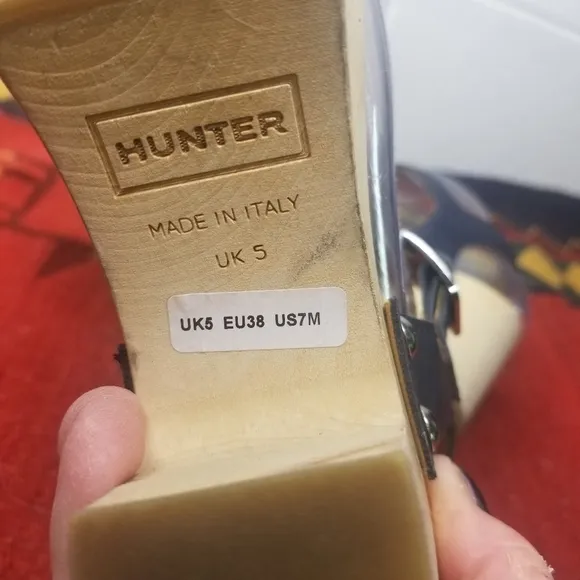 HUNTER
MADE IN ITALY
UK 5
UK5 EU38 US7M